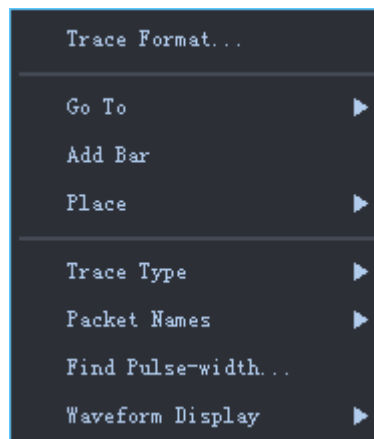 Trace Format...
Go To
Add Bar
Place
Trace Type
Packet Names
Find Pulse-width...
Waveform Display